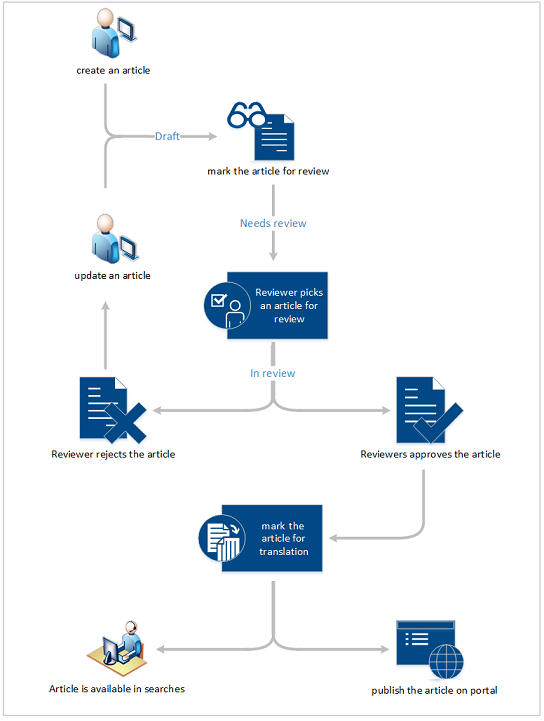 create an article
Draft
mark the article for review
Needs review
update an article
Reviewer picks
an article for
review
In review
Reviewer rejects the article
Reviewers approves the article
mark the
article for
translation
Article is available in searches
publish the article on portal